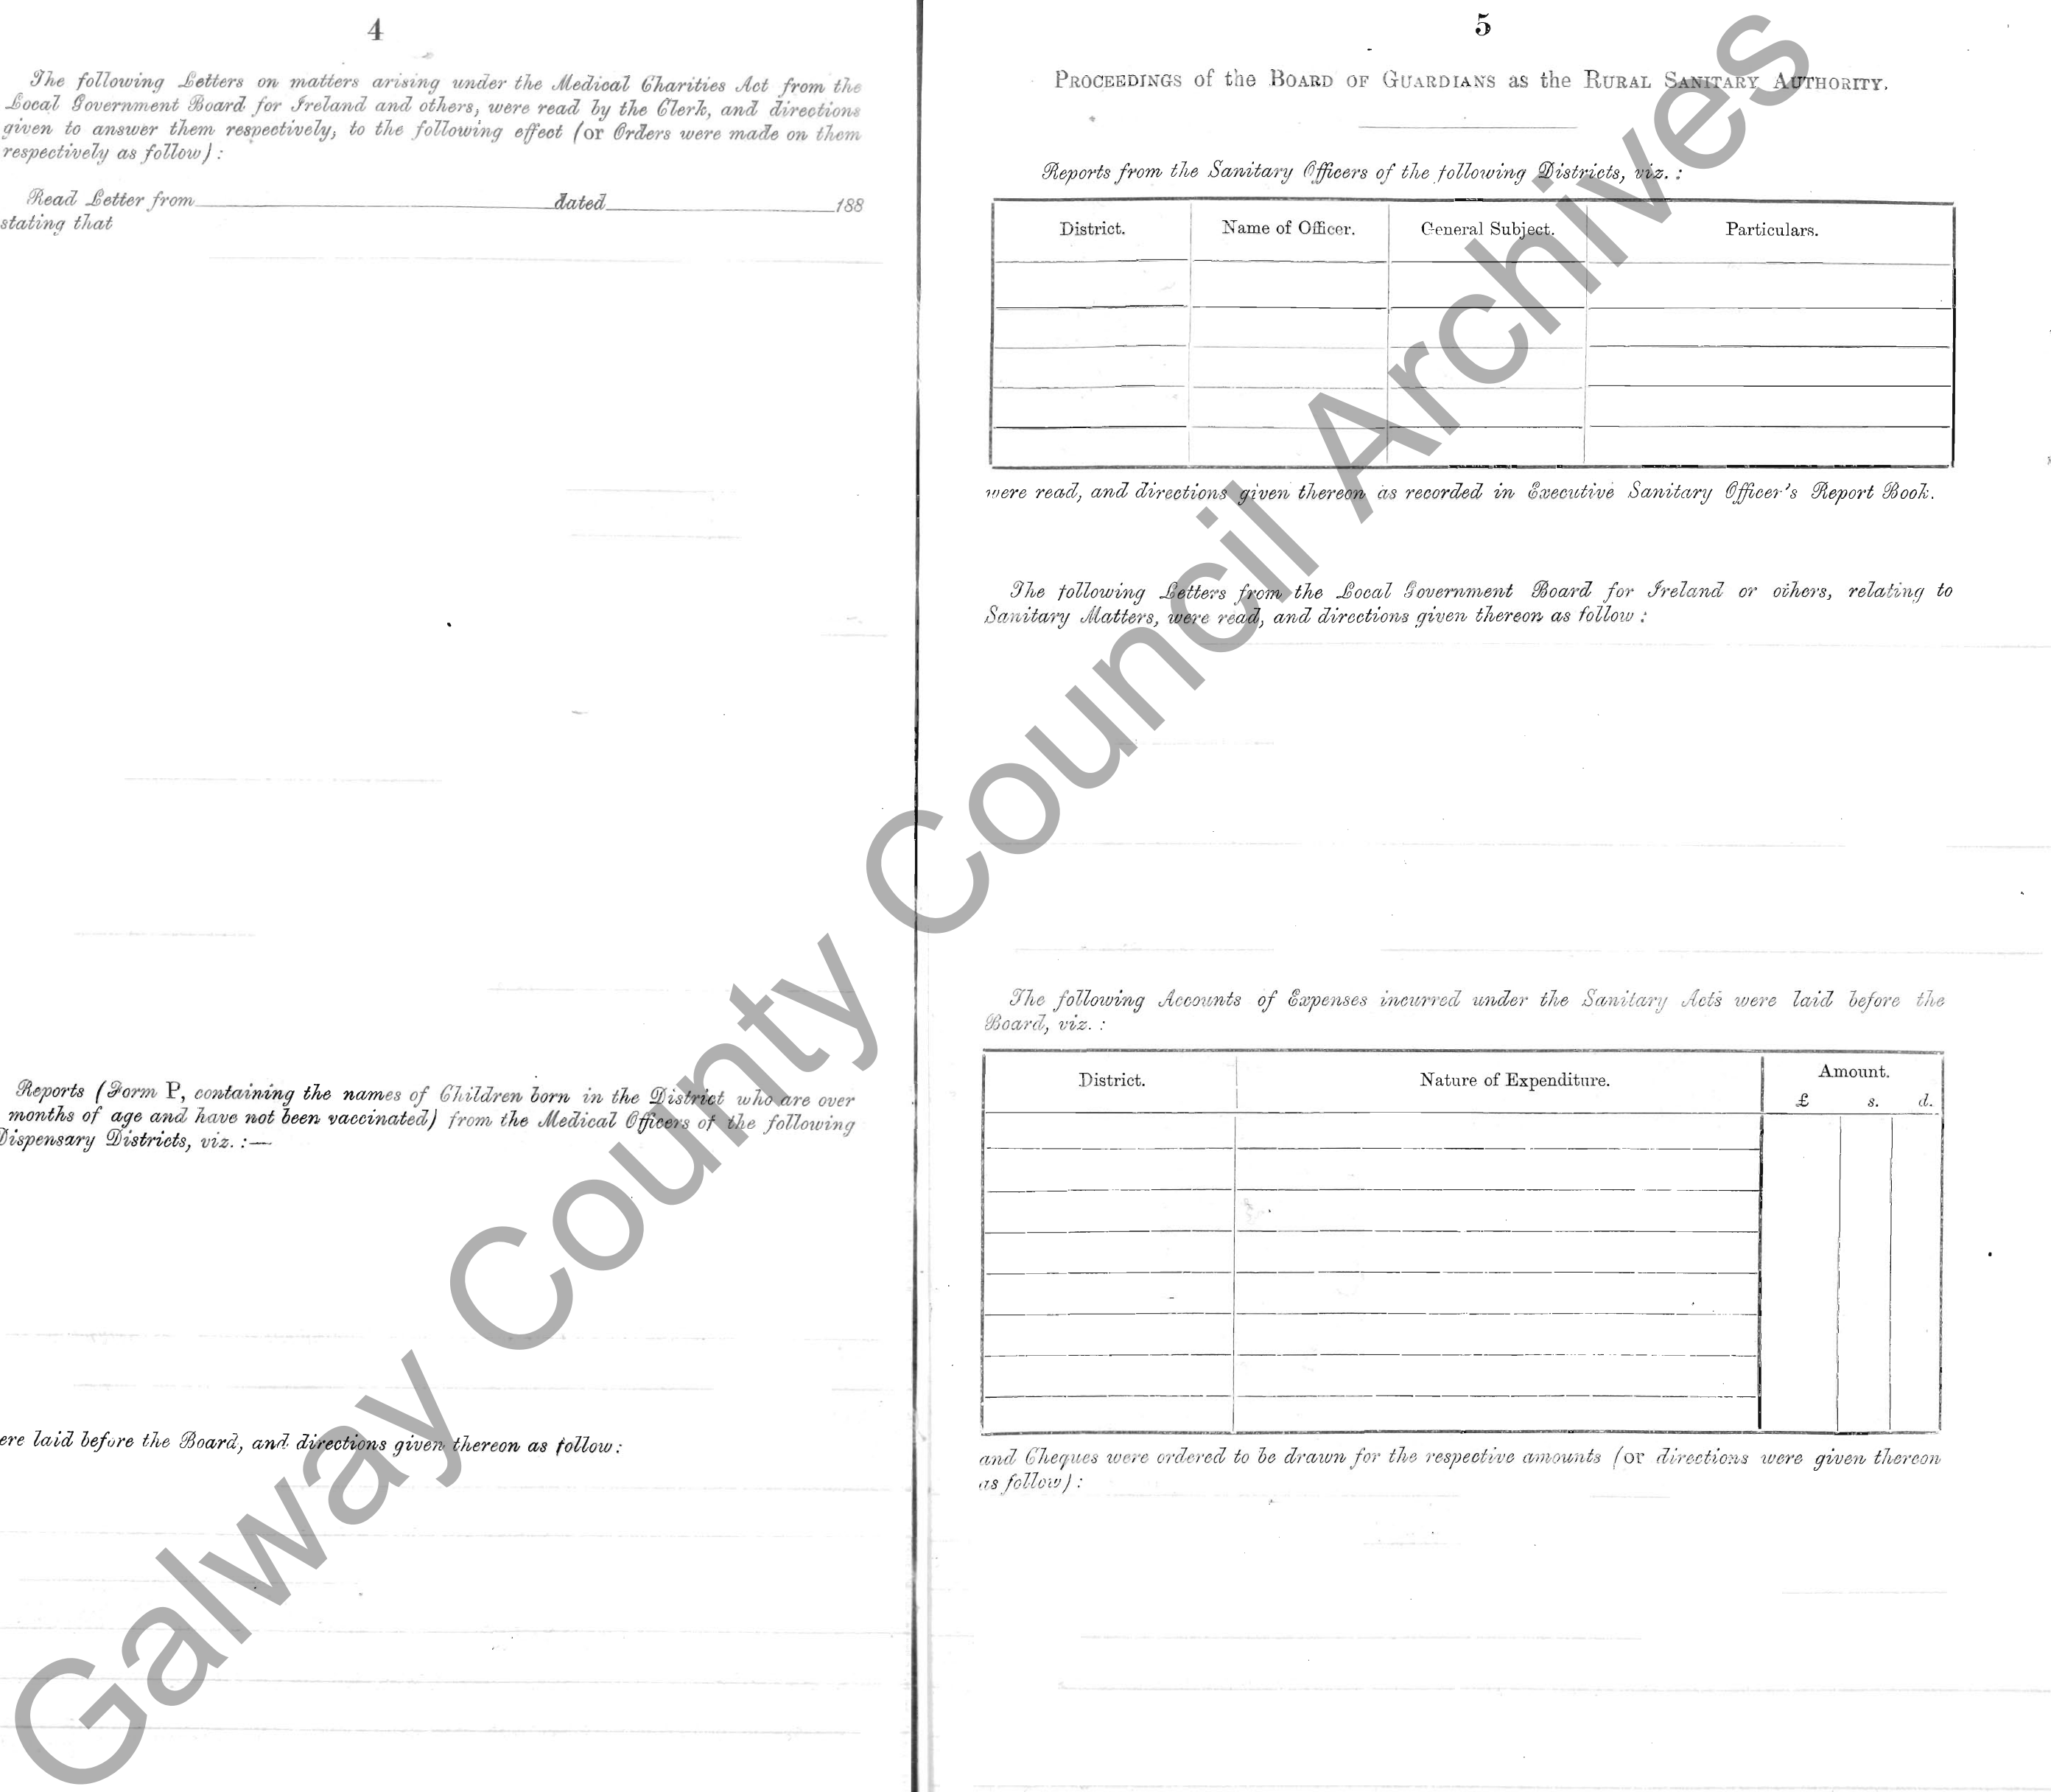 4
The following Letters on matters arising under the Medical Charities Act from the
Local Government Board for Ireland and others, were read by the Clerk, and directions
given to answer them respectively, to the following effect (or Orders were made on them
respectively as follow) :
Read Letter from dated 188
stating that
Reports (Form P, containing the names of Children born in the District who are over
months of age and have not been vaccinated) from the Medical Officers of the following
Dispensary Districts, viz. :—
ere laid before the Board, and directions given thereon as follow :
5
PROCEEDINGS of the BOARD OF GUARDIANS as the RURAL SANITARY AUTHORITY.
Reports from the Sanitary Officers of the following Districts, viz. :
District. Name of Officer. General Subject. Particulars.
were read, and directions given thereon as recorded in Executive Sanitary Officer's Report Book.
The following Letters from the Local Government Board for Ireland or others, relating to
Sanitary Matters, were read, and directions given thereon as follow :
The following Accounts of Expenses incurred under the Sanitary Acts were laid before the
Board, viz. :
District. Nature of Expenditure. Amount.
£ s. d.
and Cheques were ordered to be drawn for the respective amounts (or directions were given thereon
as follow) :
Galway County Council Archives